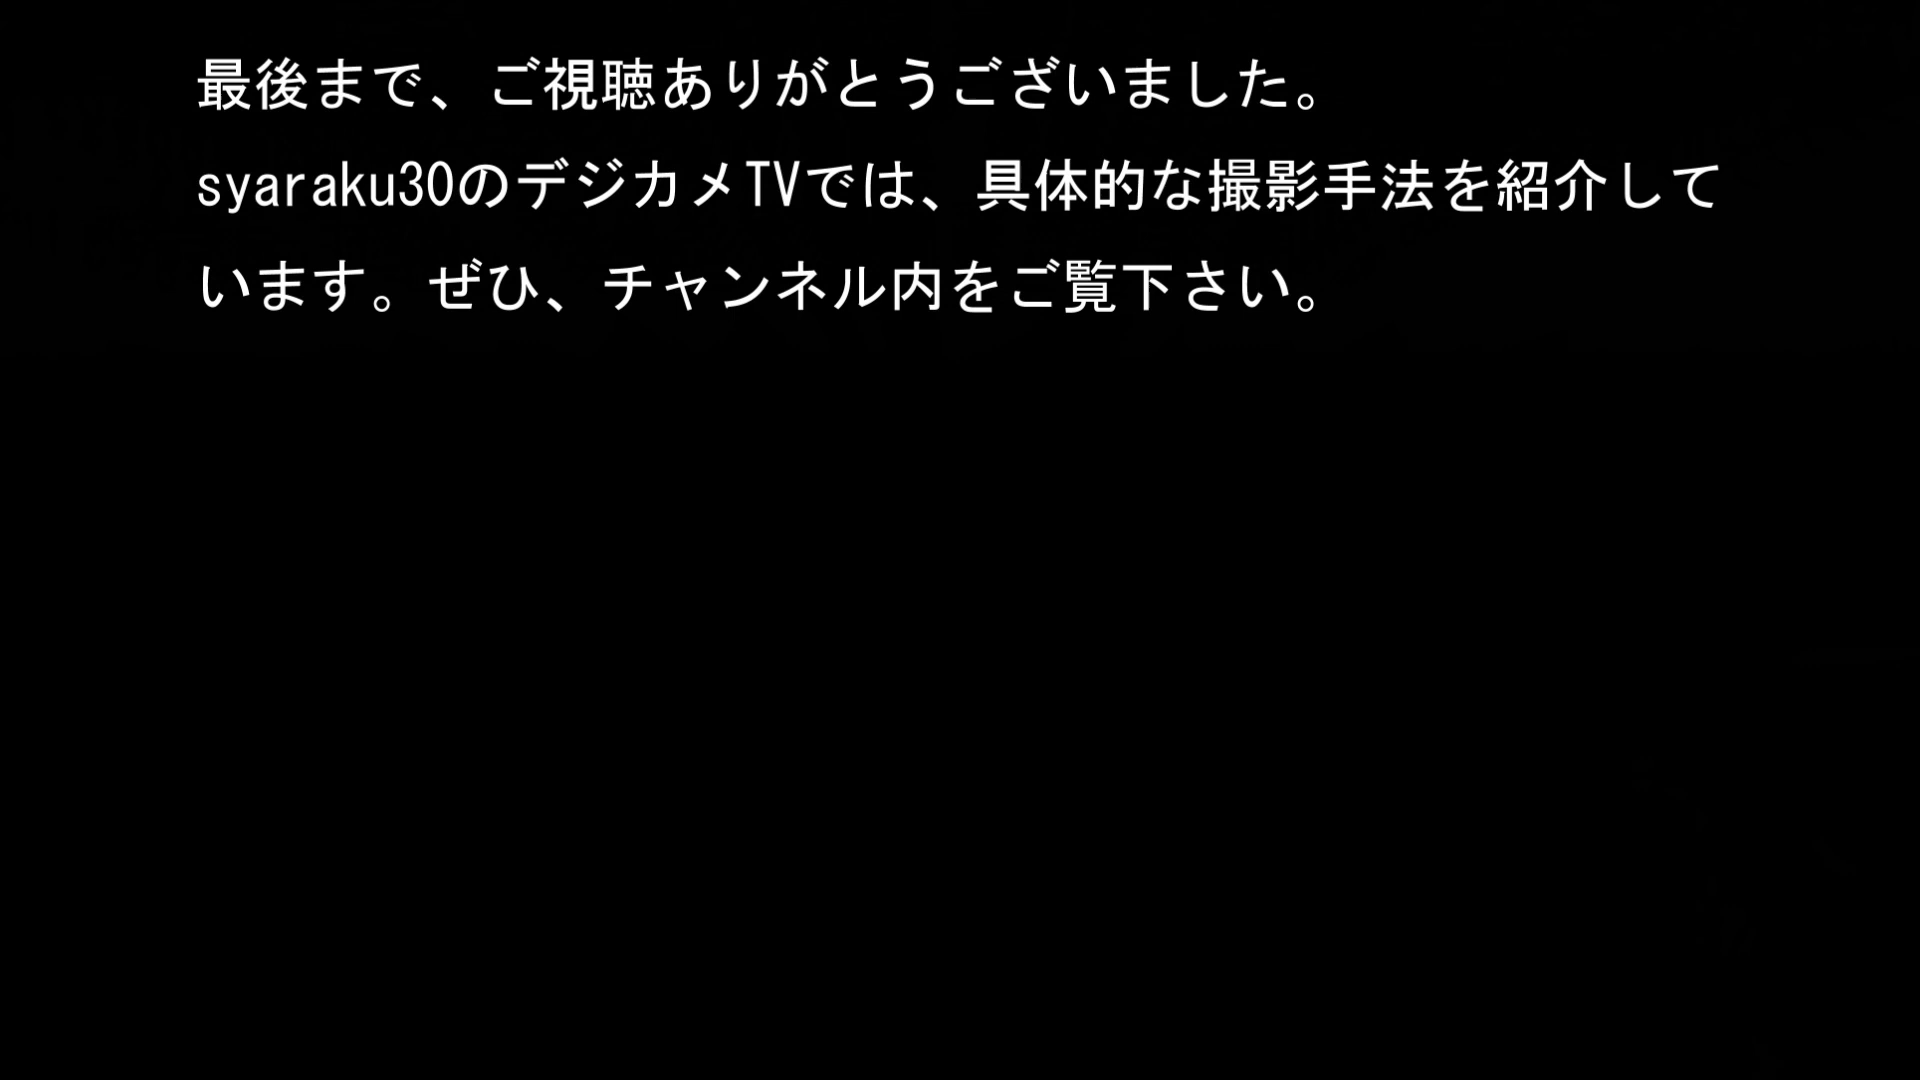 最後まで、ご視聴ありがとうございました。
syaraku30のデジカメTVでは、具体的な撮影手法を紹介して
います。ぜひ、チャンネル内をご覧下さい。